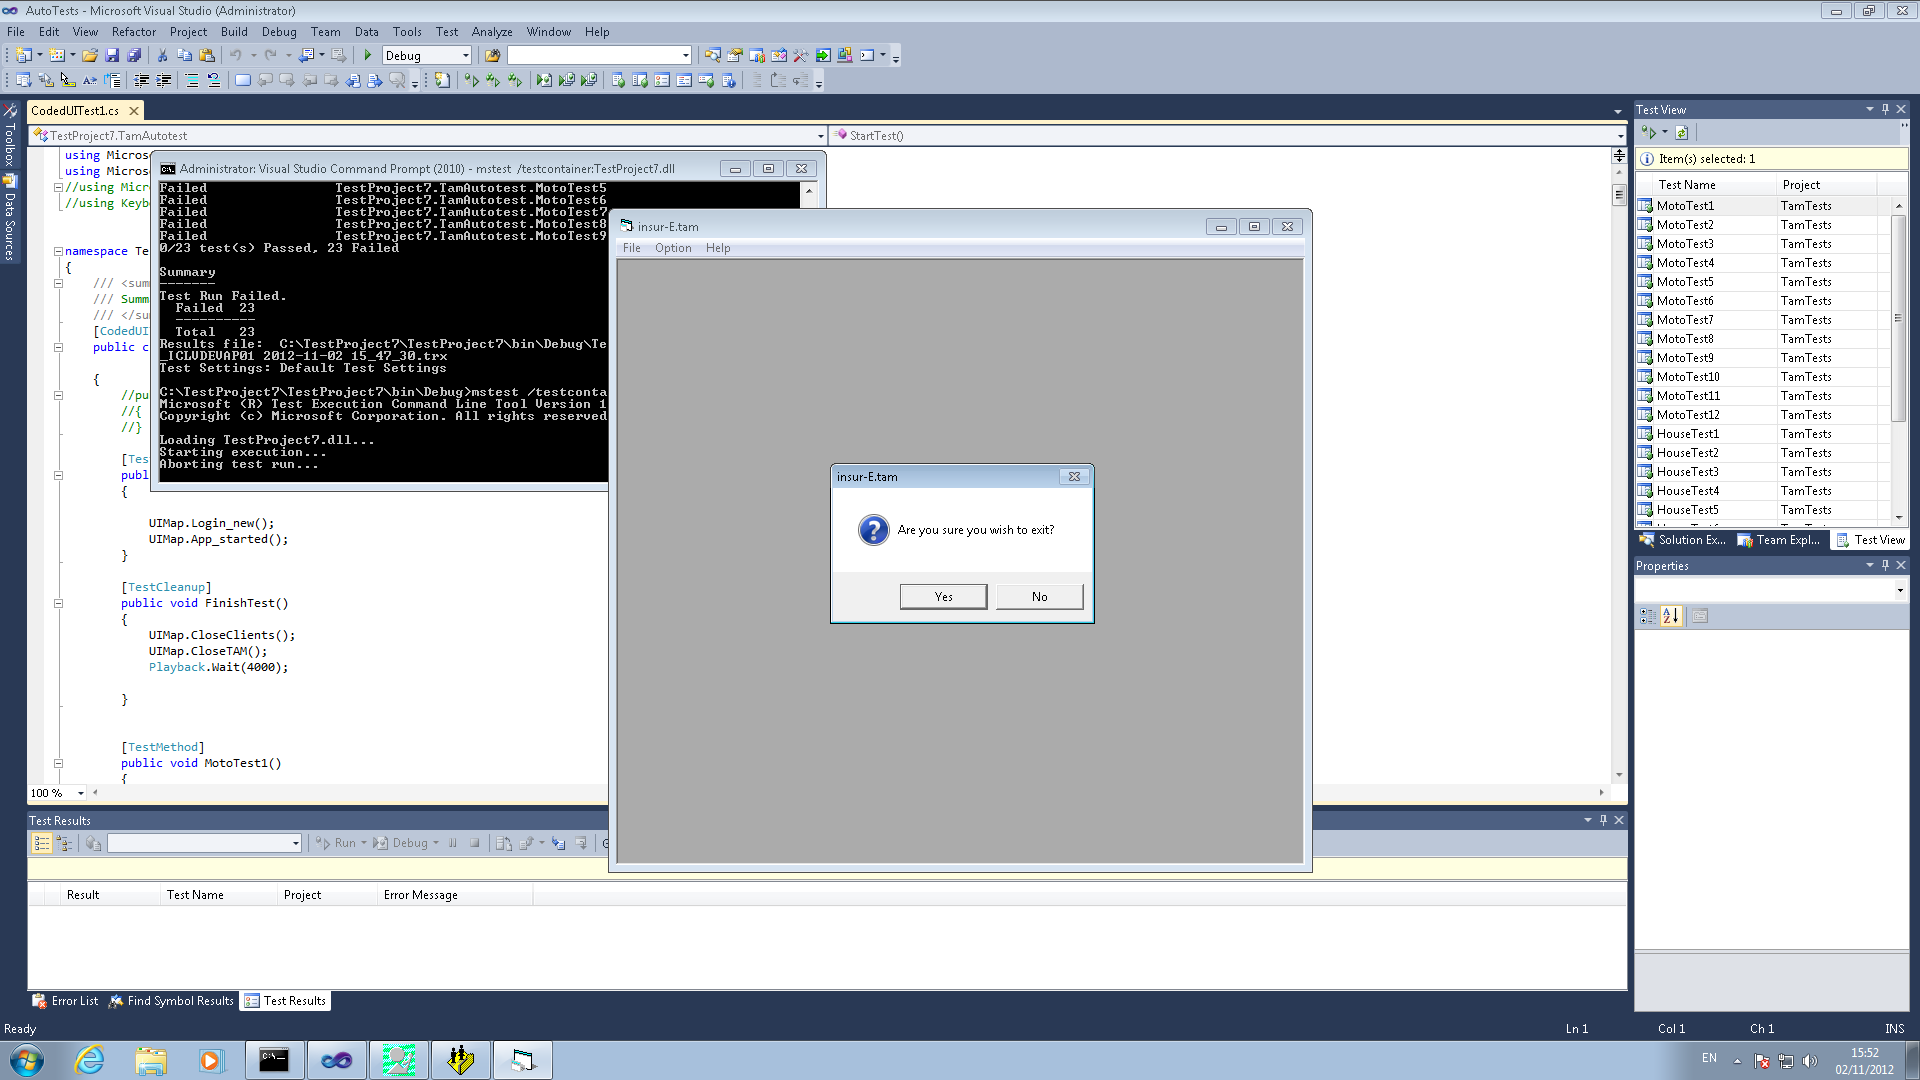 AutoTests - Microsoft Visual Studio (Administrator)
File Edit View Refactor Project Build Debug Team Data Tools Test Analyze Window Help
Debug
CodedUITest1.cs
TestProject7.TamAutotest
StartTest()
Toolbox
Data Sources
using Micros
using Micros
//using Micr
//using Keyb
namespace Te
{
/// <sum
/// Summ
/// </su
[CodedUI
public c
{
//pu
//{
//}
[Tes
publ
{
UIMap.Login_new();
UIMap.App_started();
}
[TestCleanup]
public void FinishTest()
{
UIMap.CloseClients();
UIMap.CloseTAM();
Playback.Wait(4000);
}
[TestMethod]
public void MotoTest1()
{
100 %
Administrator: Visual Studio Command Prompt (2010) - mstest /testcontainer:TestProject7.dll
Failed TestProject7.TamAutotest.MotoTest5
Failed TestProject7.TamAutotest.MotoTest6
Failed TestProject7.TamAutotest.MotoTest7
Failed TestProject7.TamAutotest.MotoTest8
Failed TestProject7.TamAutotest.MotoTest9
0/23 test(s) Passed, 23 Failed
Summary
-------
Test Run Failed.
Failed 23
----------
Total 23
Results file: C:\TestProject7\TestProject7\bin\Debug\Te
_ICLVDEVAP01 2012-11-02 15_47_30.trx
Test Settings: Default Test Settings
C:\TestProject7\TestProject7\bin\Debug>mstest /testconta
Microsoft (R) Test Execution Command Line Tool Version 1
Copyright (c) Microsoft Corporation. All rights reserved
Loading TestProject7.dll...
Starting execution...
Aborting test run...
insur-E.tam
File Option Help
insur-E.tam
Are you sure you wish to exit?
Yes No
Test View
Item(s) selected: 1
Test Name Project
MotoTest1 TamTests
MotoTest2 TamTests
MotoTest3 TamTests
MotoTest4 TamTests
MotoTest5 TamTests
MotoTest6 TamTests
MotoTest7 TamTests
MotoTest8 TamTests
MotoTest9 TamTests
MotoTest10 TamTests
MotoTest11 TamTests
MotoTest12 TamTests
HouseTest1 TamTests
HouseTest2 TamTests
HouseTest3 TamTests
HouseTest4 TamTests
HouseTest5 TamTests
Solution Ex... Team Expl... Test View
Properties
Test Results
Run Debug
Result Test Name Project Error Message
Error List Find Symbol Results Test Results
Ready Ln 1 Col 1 Ch 1 INS
EN 15:52
02/11/2012